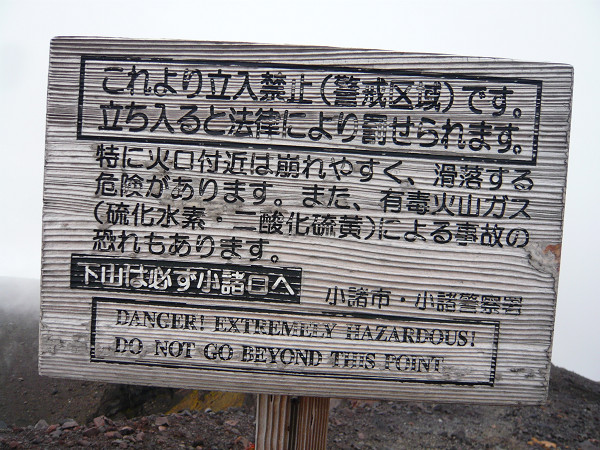 これより立入禁止(警戒区域)です。
立ち入ると法律により罰せられます。
特に火口付近は崩れやすく、滑落する
危険があります。また、有毒火山ガス
(硫化水素・二酸化硫黄)による事故の
恐れもあります。
下山は必ず小諸口へ
小諸市・小諸警察署
DANGER! EXTREMELY HAZARDOUS!
DO NOT GO BEYOND THIS POINT